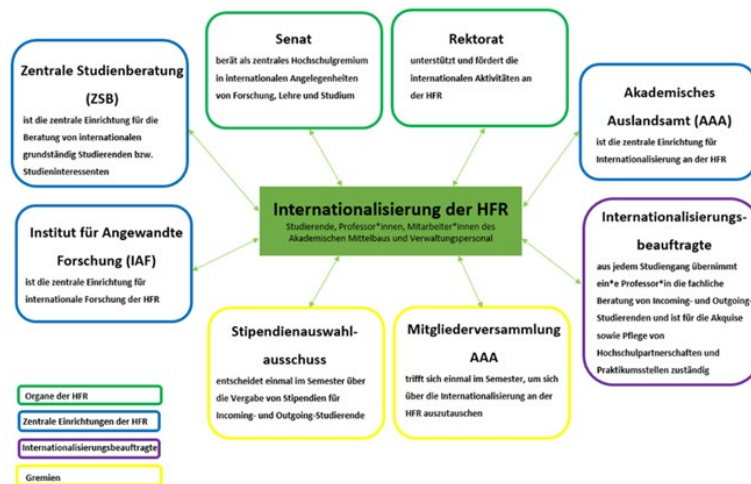 Senat
berät als zentrales Hochschulgremium
in internationalen Angelegenheiten
von Forschung, Lehre und Studium
Rektorat
unterstützt und fördert die
internationalen Aktivitäten an
der HFR
Zentrale Studienberatung
(ZSB)
ist die zentrale Einrichtung für die
Beratung von internationalen
grundständig Studierenden bzw.
Studieninteressenten
Akademisches
Auslandsamt (AAA)
ist die zentrale Einrichtung für
Internationalisierung an der HFR
Internationalisierung der HFR
Studierende, Professor*innen, Mitarbeiter*innen des
Akademischen Mittelbaus und Verwaltungspersonal
Institut für Angewandte
Forschung (IAF)
ist die zentrale Einrichtung für
internationale Forschung der HFR
Internationalisierungs-
beauftragte
aus jedem Studiengang übernimmt
ein*e Professor*in die fachliche
Beratung von Incoming- und Outgoing-
Studierenden und ist für die Akquise
sowie Pflege von
Hochschulpartnerschaften und
Praktikumsstellen zuständig
Stipendienauswahl-
ausschuss
entscheidet einmal im Semester über
die Vergabe von Stipendien für
Incoming- und Outgoing-Studierende
Mitgliederversammlung
AAA
trifft sich einmal im Semester, um sich
über die Internationalisierung an der
HFR auszutauschen
Organe der HFR
Zentrale Einrichtungen der HFR
Internationalisierungsbeauftragte
Gremien